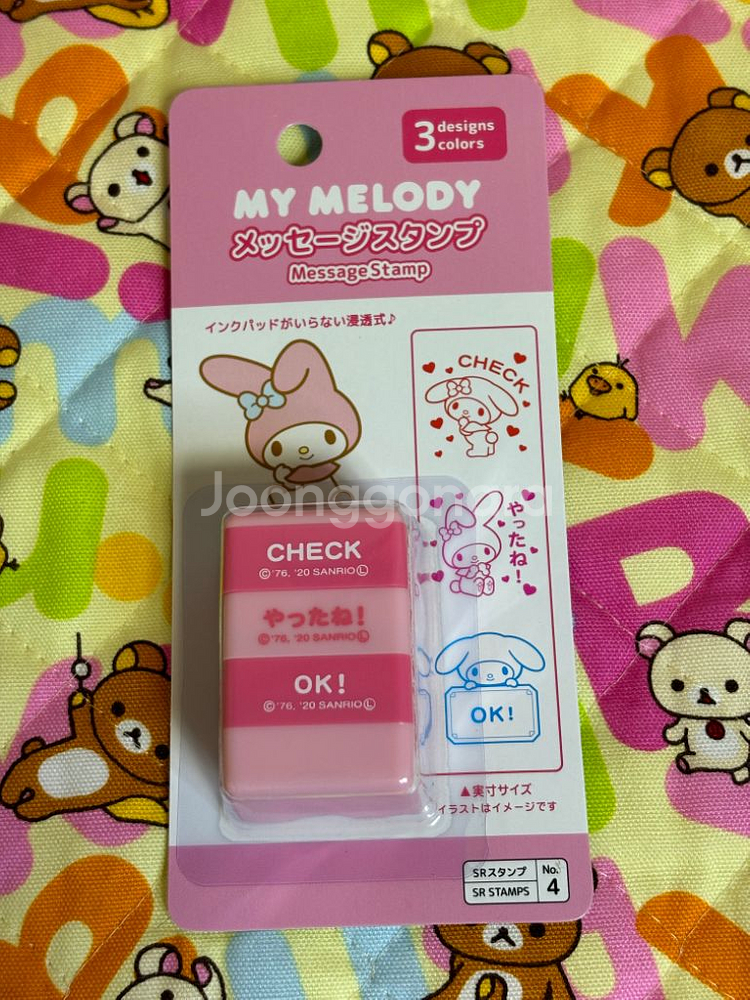 3 designs
colors
MY MELODY
メッセージスタンプ
Message Stamp
インクパッドがいらない浸透式♪
CHECK
Joonggonara
やったね!
OK!
CHECK
©'76, '20 SANRIO Ⓛ
やったね!
©'76, '20 SANRIO Ⓛ
OK!
©'76, '20 SANRIO Ⓛ
▲実寸サイズ
イラストはイメージです
SRスタンプ
SR STAMPS
No.
4